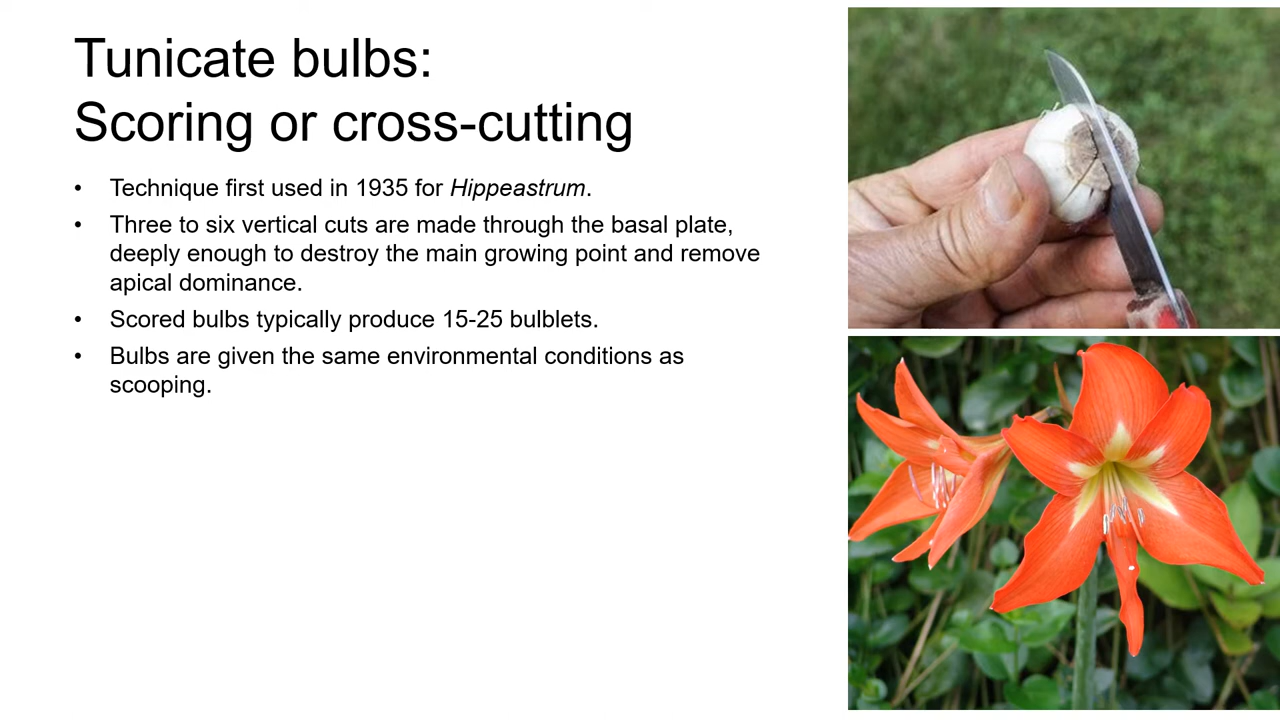 Tunicate bulbs:
Scoring or cross-cutting
• Technique first used in 1935 for Hippeastrum.
• Three to six vertical cuts are made through the basal plate,
deeply enough to destroy the main growing point and remove
apical dominance.
• Scored bulbs typically produce 15-25 bulblets.
• Bulbs are given the same environmental conditions as
scooping.